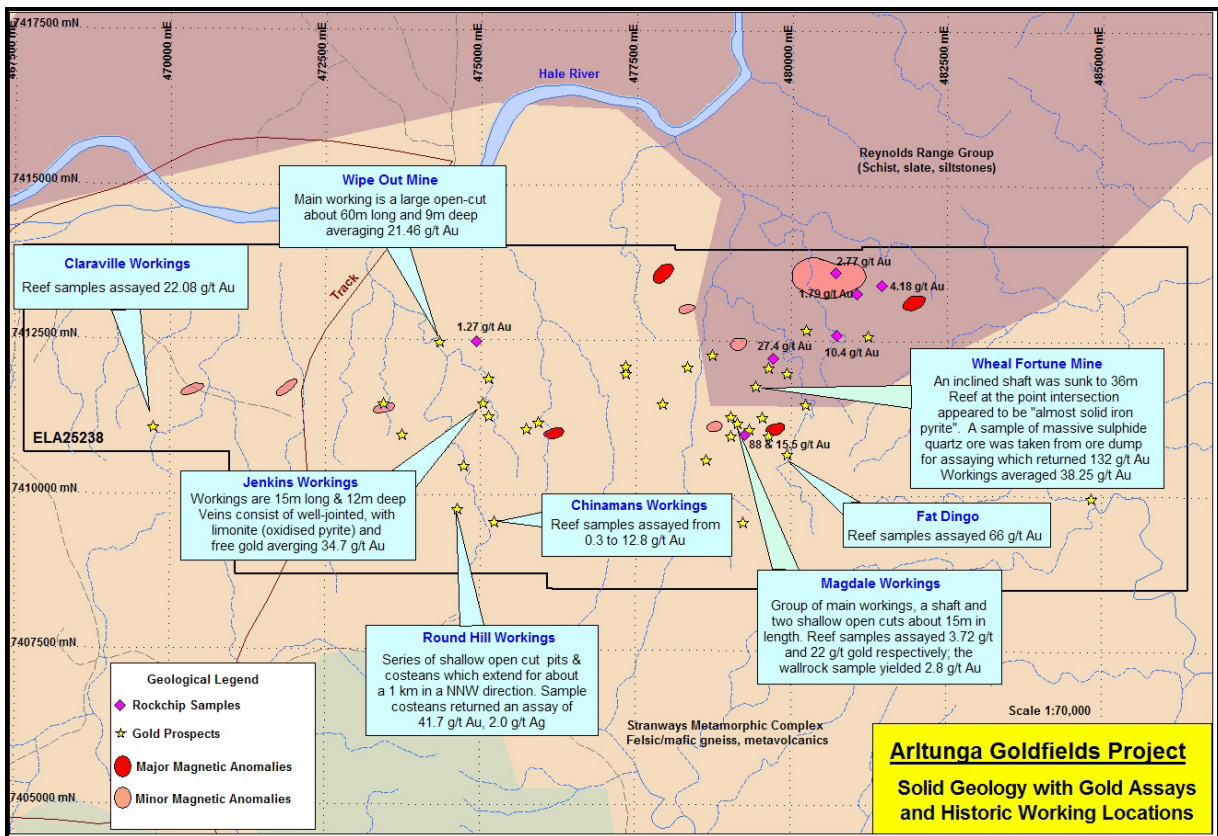 7417500 mN
467500 mE
470000 mE
472500 mE
475000 mE
477500 mE
480000 mE
482500 mE
485000 mE
Hale River
Reynolds Range Group
(Schist, slate, siltstones)
7415000 mN
Wipe Out Mine
Main working is a large open-cut
about 60m long and 9m deep
averaging 21.46 g/t Au
Claraville Workings
Reef samples assayed 22.08 g/t Au
Track
2.77 g/t Au
1.79 g/t Au
4.18 g/t Au
7412500 mN
1.27 g/t Au
27.4 g/t Au
10.4 g/t Au
Wheal Fortune Mine
An inclined shaft was sunk to 36m
Reef at the point intersection
appeared to be "almost solid iron
pyrite". A sample of massive sulphide
quartz ore was taken from ore dump
for assaying which returned 132 g/t Au
Workings averaged 38.25 g/t Au
ELA25238
88 & 15.5 g/t Au
7410000 mN
Jenkins Workings
Workings are 15m long & 12m deep
Veins consist of well-jointed, with
limonite (oxidised pyrite) and
free gold averging 34.7 g/t Au
Chinamans Workings
Reef samples assayed from
0.3 to 12.8 g/t Au
Fat Dingo
Reef samples assayed 66 g/t Au
Magdale Workings
Group of main workings, a shaft and
two shallow open cuts about 15m in
length. Reef samples assayed 3.72 g/t
and 22 g/t gold respectively; the
wallrock sample yielded 2.8 g/t Au
7407500 mN
Round Hill Workings
Series of shallow open cut pits &
costeans which extend for about
a 1 km in a NNW direction. Sample
costeans returned an assay of
41.7 g/t Au, 2.0 g/t Ag
Geological Legend
Rockchip Samples
Gold Prospects
Major Magnetic Anomalies
Minor Magnetic Anomalies
Stranways Metamorphic Complex
Felsic/mafic gneiss, metavolcanics
Scale 1:70,000
7405000 mN
Arltunga Goldfields Project
Solid Geology with Gold Assays
and Historic Working Locations